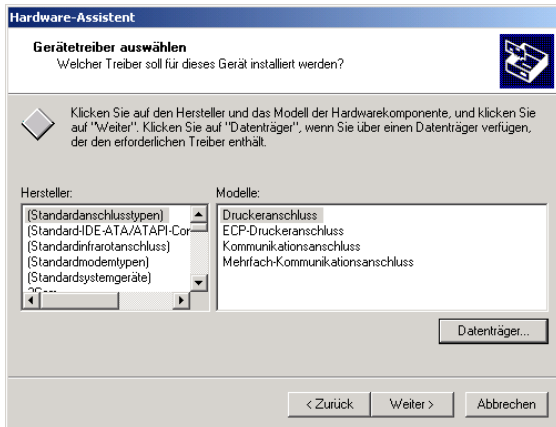 Hardware-Assistent
Gerätetreiber auswählen
Welcher Treiber soll für dieses Gerät installiert werden?
Klicken Sie auf den Hersteller und das Modell der Hardwarekomponente, und klicken Sie
auf "Weiter". Klicken Sie auf "Datenträger", wenn Sie über einen Datenträger verfügen,
der den erforderlichen Treiber enthält.
Hersteller:
(Standardanschlusstypen)
(Standard-IDE-ATA/ATAPI-Cor
(Standardinfrarotanschluss)
(Standardmodemtypen)
(Standardsystemgeräte)
Modelle:
Druckeranschluss
ECP-Druckeranschluss
Kommunikationsanschluss
Mehrfach-Kommunikationsanschluss
Datenträger...
< Zurück
Weiter >
Abbrechen